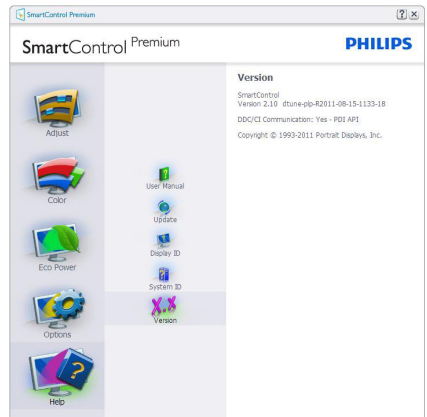 SmartControl Premium
SmartControl Premium
PHILIPS
Adjust
Color
Eco Power
Options
Help
User Manual
Update
Display ID
System ID
X.X
Version
Version
SmartControl
Version 2.10 dtune-plp-R2011-08-15-1133-18
DDC/CI Communication: Yes - PDI API
Copyright © 1993-2011 Portrait Displays, Inc.